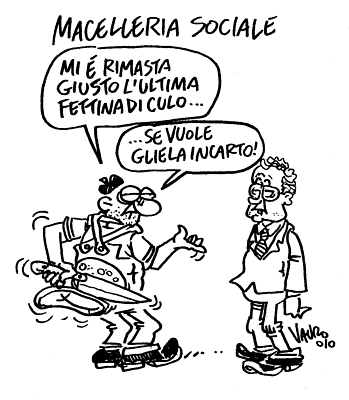 MACELLERIA SOCIALE
MI É RIMASTA
GIUSTO L'ULTIMA
FETTINA DI CULO...
...SE VUOLE
GLIELA INCARTO!
VAURO
010